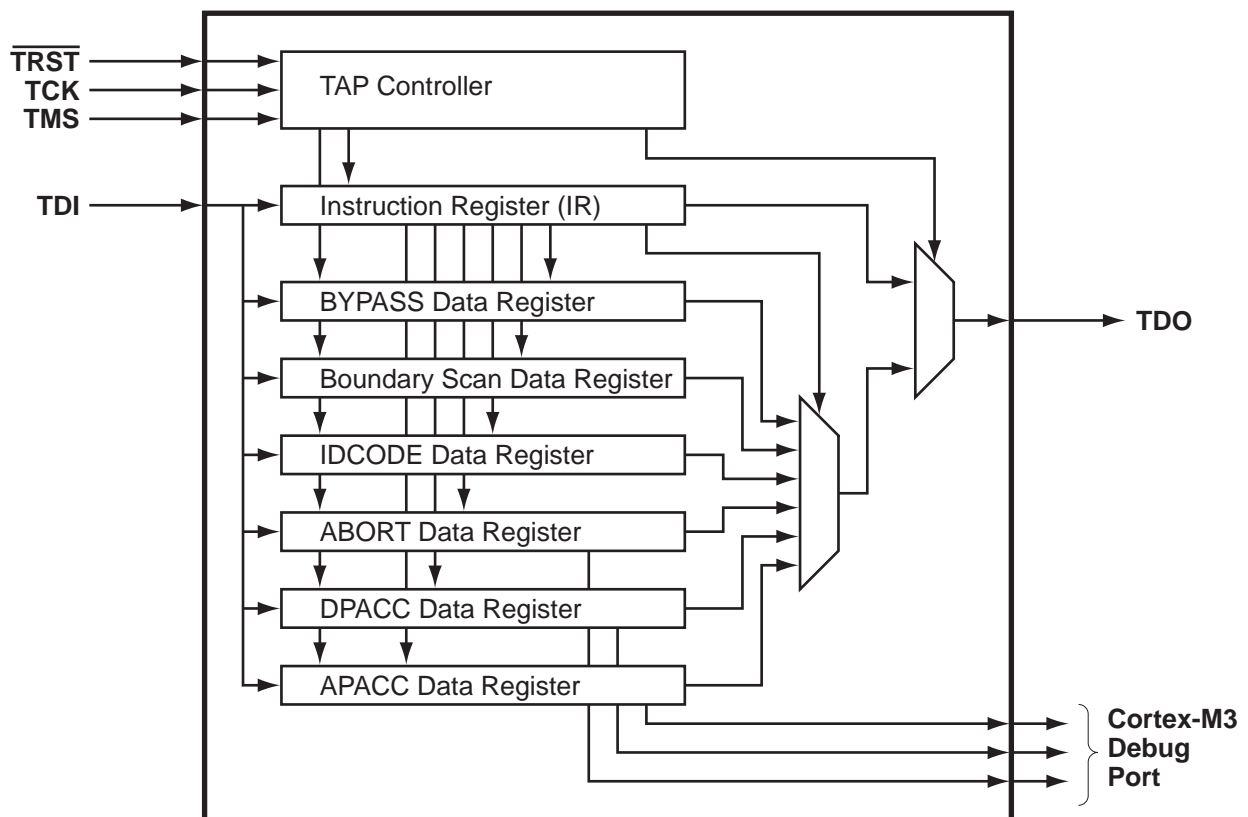 TRST
TCK
TMS
TAP Controller
TDI
Instruction Register (IR)
BYPASS Data Register
Boundary Scan Data Register
IDCODE Data Register
ABORT Data Register
DPACC Data Register
APACC Data Register
TDO
Cortex-M3
Debug
Port